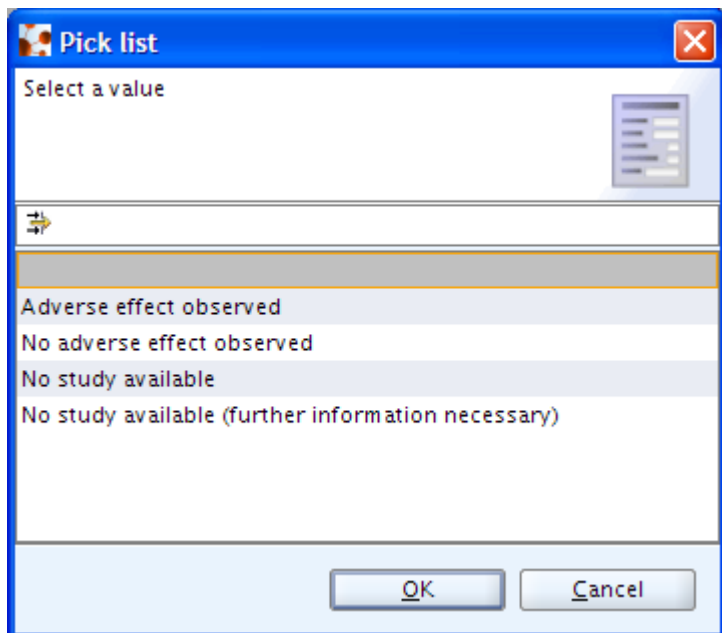 Pick list
Select a value
Adverse effect observed
No adverse effect observed
No study available
No study available (further information necessary)
OK
Cancel